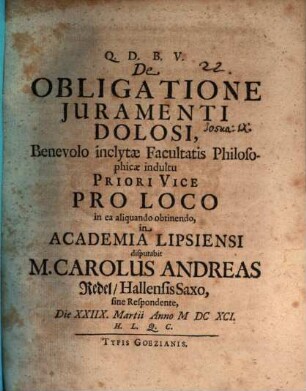 Q. D. B. V.
De 22.
OBLIGATIONE
JURAMENTI
DOLOSI, Josua: IX.
Benevolo inclytæ Facultatis Philoso-
phicæ indultu
PRIORI VICE
PRO LOCO
in ea aliquando obtinendo,
in
ACADEMIA LIPSIENSI
disputabit
M. CAROLUS ANDREAS
Redel/ Hallensis Saxo,
sine Respondente,
Die XXIIX. Martii Anno M DC XCI.
H. L. Q. C.
TYPIS GOEZIANIS.